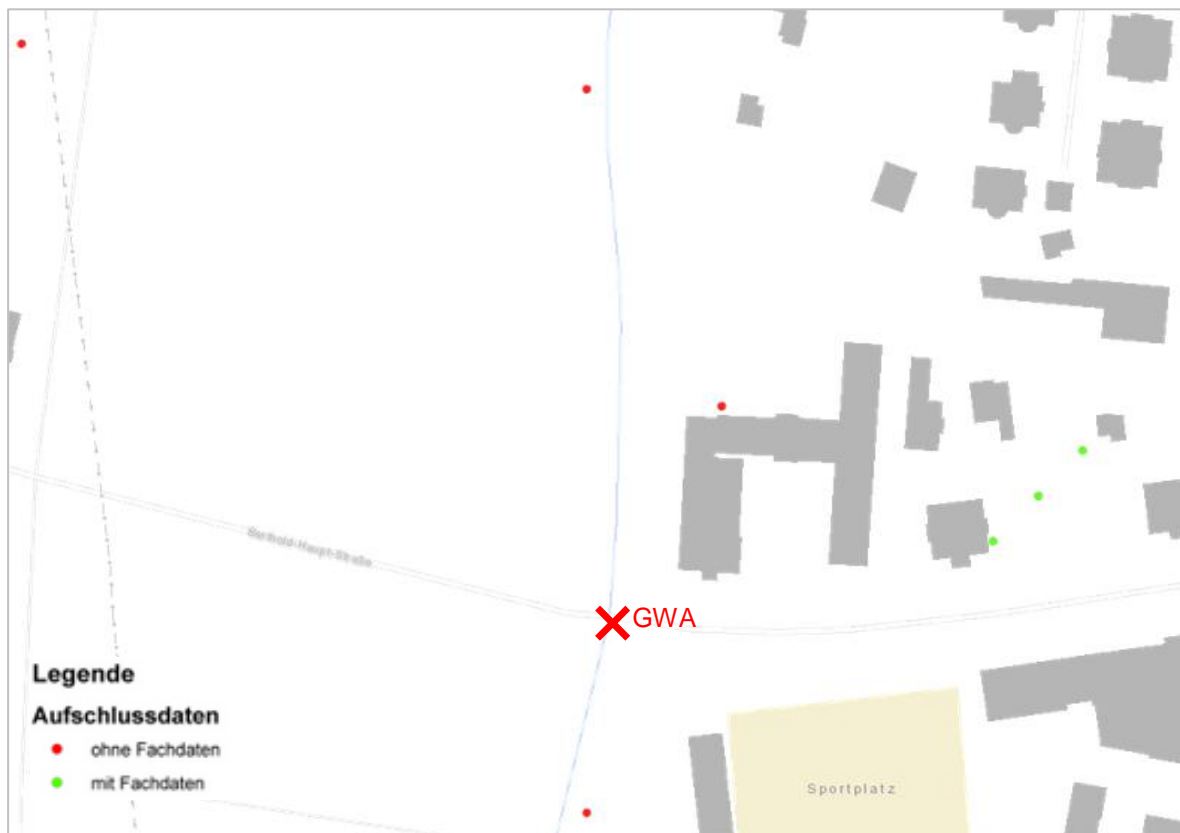 Berthold-Haupt-Straße
GWA
Legende
Aufschlussdaten
ohne Fachdaten
mit Fachdaten
Sportplatz